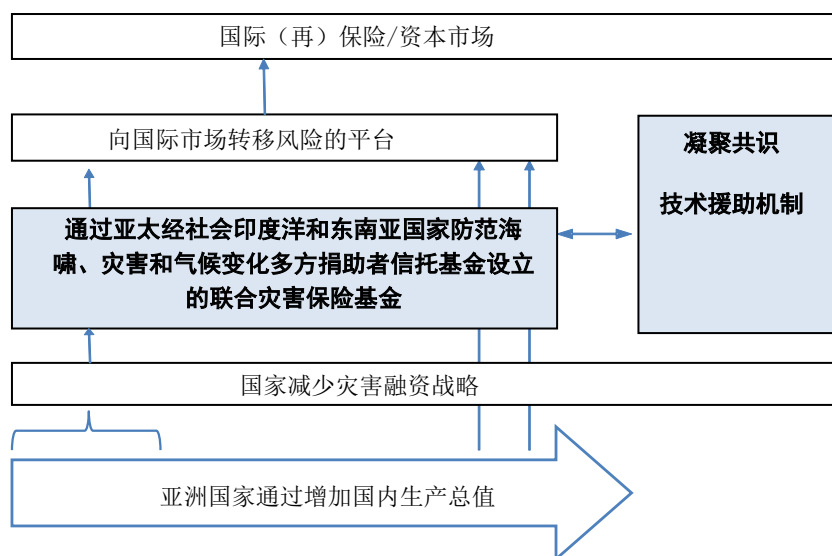 国际（再）保险/资本市场
向国际市场转移风险的平台
凝聚共识
技术援助机制
通过亚太经社会印度洋和东南亚国家防范海
啸、灾害和气候变化多方捐助者信托基金设立
的联合灾害保险基金
国家减少灾害融资战略
亚洲国家通过增加国内生产总值